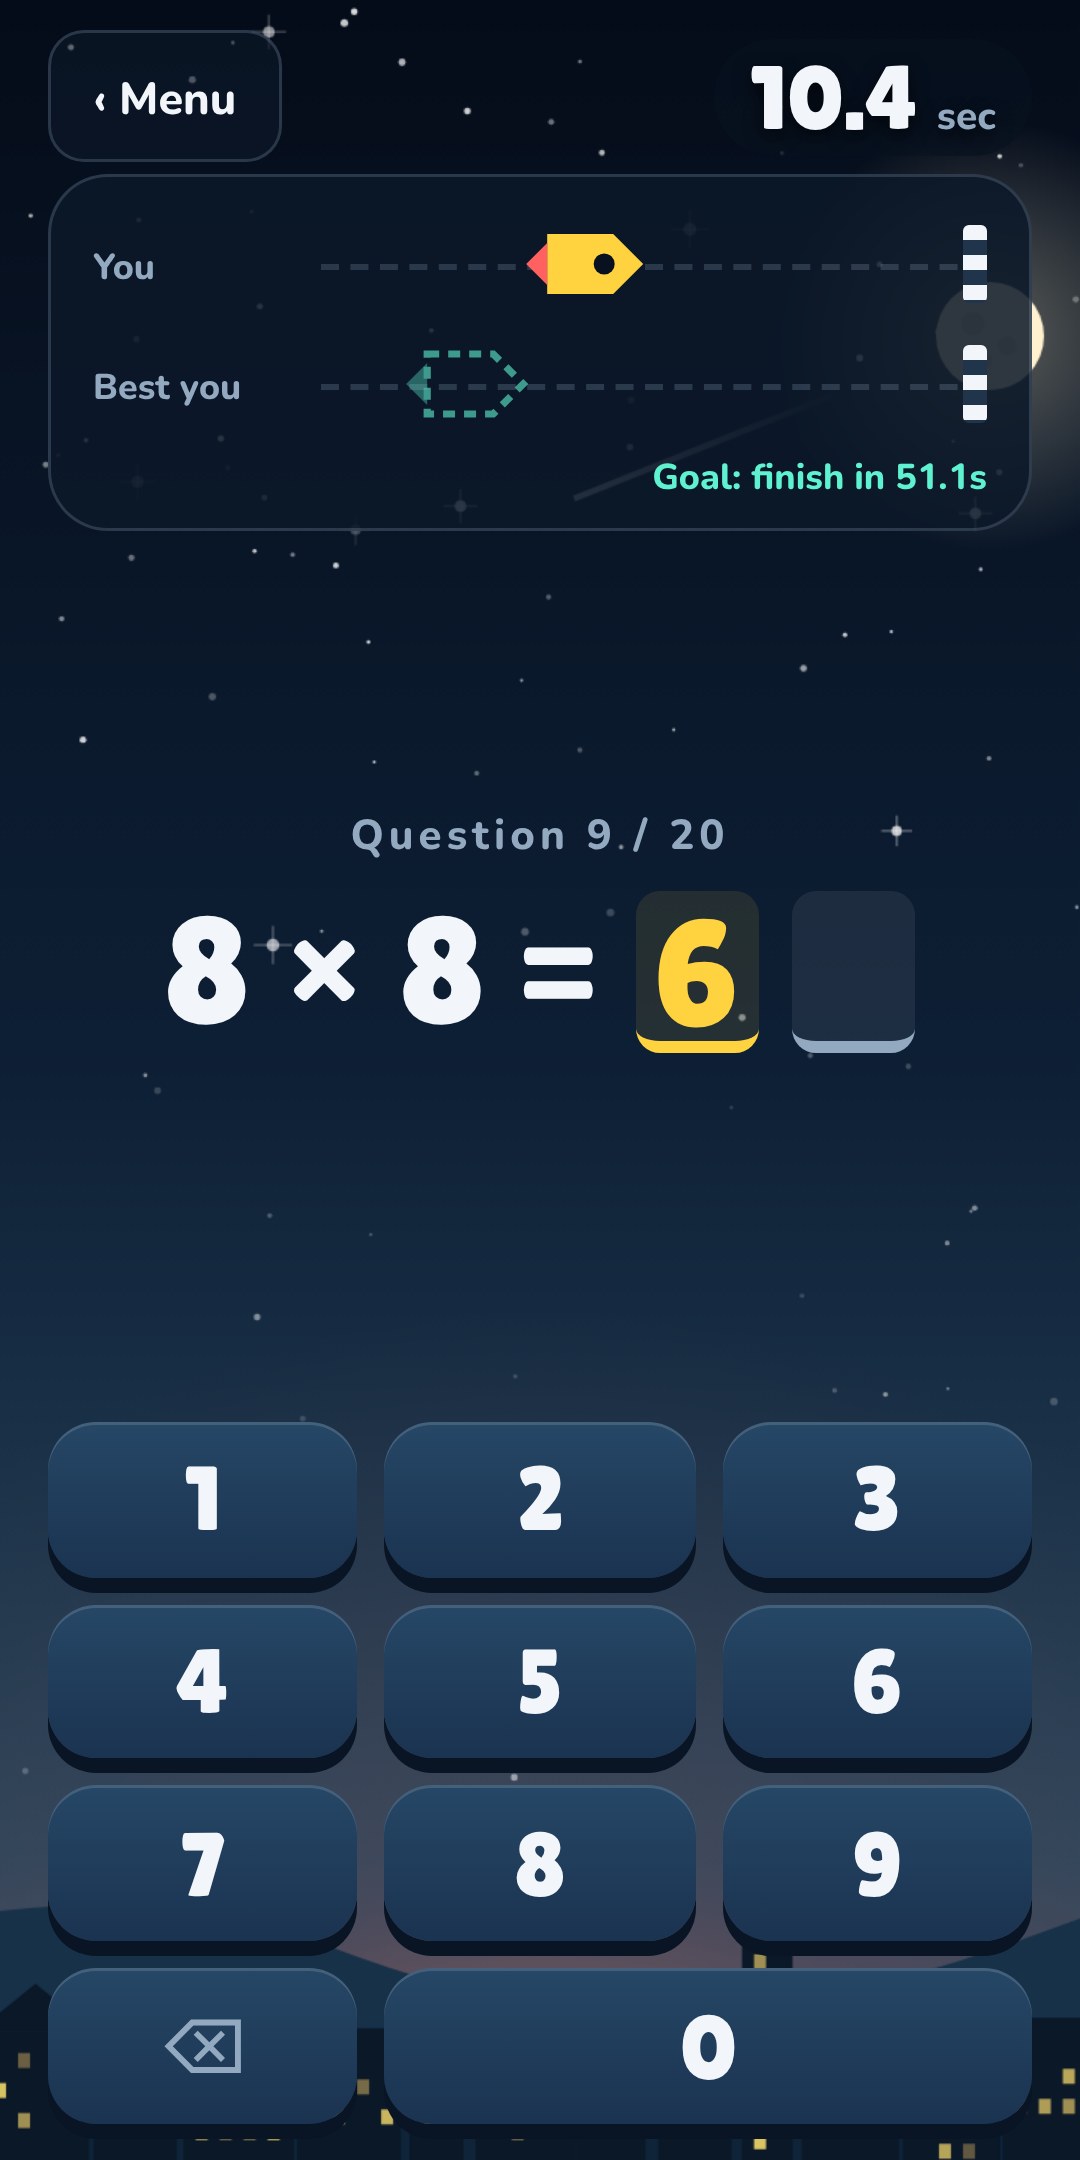 ‹ Menu
10.4 sec
You
Best you
Goal: finish in 51.1s
Question 9 / 20
8 × 8 = 6
1 2 3
4 5 6
7 8 9
0